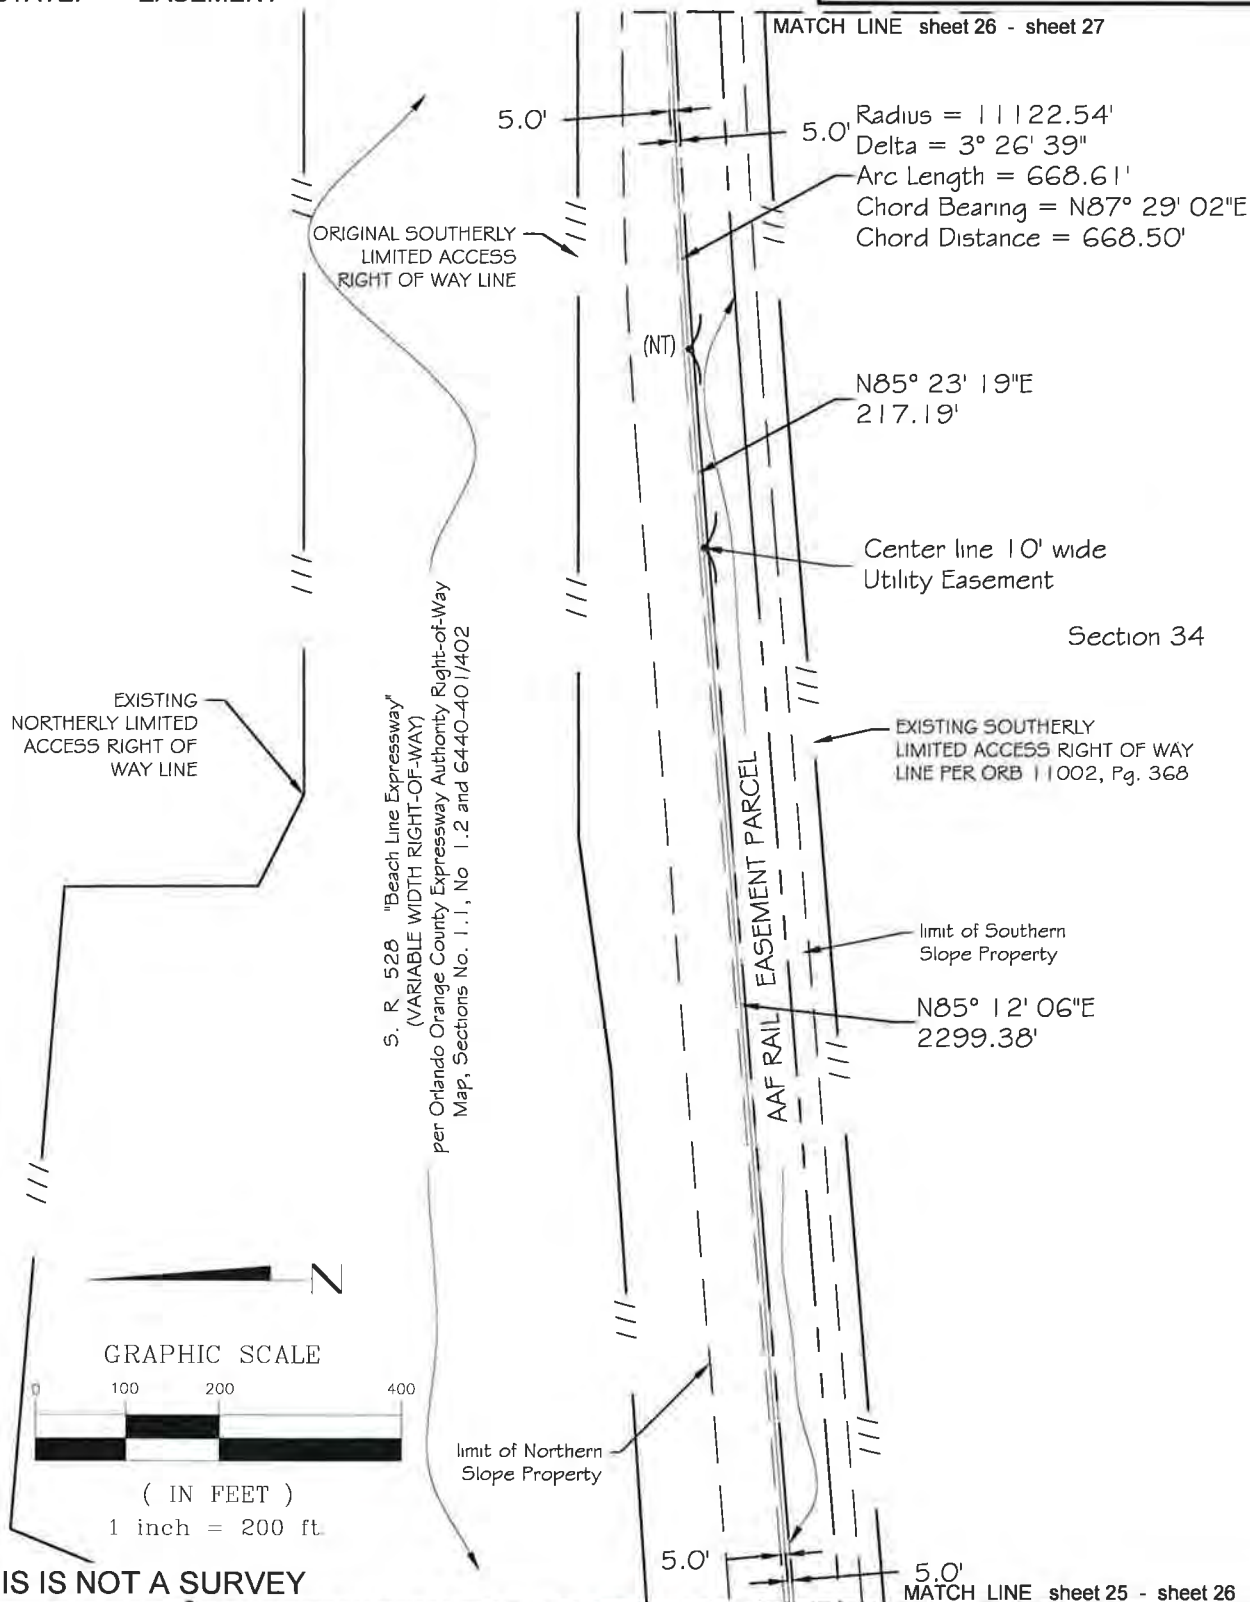 EASEMENT
MATCH LINE sheet 26 - sheet 27
5.0'
5.0'
Radius = 11122.54'
Delta = 3° 26' 39"
Arc Length = 668.61'
Chord Bearing = N87° 29' 02"E
Chord Distance = 668.50'
ORIGINAL SOUTHERLY
LIMITED ACCESS
RIGHT OF WAY LINE
(NT)
N85° 23' 19"E
217.19'
Center line 10' wide
Utility Easement
Section 34
EXISTING
NORTHERLY LIMITED
ACCESS RIGHT OF
WAY LINE
S. R 528 "Beach Line Expressway"
(VARIABLE WIDTH RIGHT-OF-WAY)
per Orlando Orange County Expressway Authority Right-of-Way
Map, Sections No. 1.1, No 1.2 and 6440-401/402
EXISTING SOUTHERLY
LIMITED ACCESS RIGHT OF WAY
LINE PER ORB 11002, Pg. 368
AAF RAIL EASEMENT PARCEL
limit of Southern
Slope Property
N85° 12' 06"E
2299.38'
N
GRAPHIC SCALE
0 100 200 400
( IN FEET )
1 inch = 200 ft.
limit of Northern
Slope Property
5.0'
5.0'
IS IS NOT A SURVEY
MATCH LINE sheet 25 - sheet 26